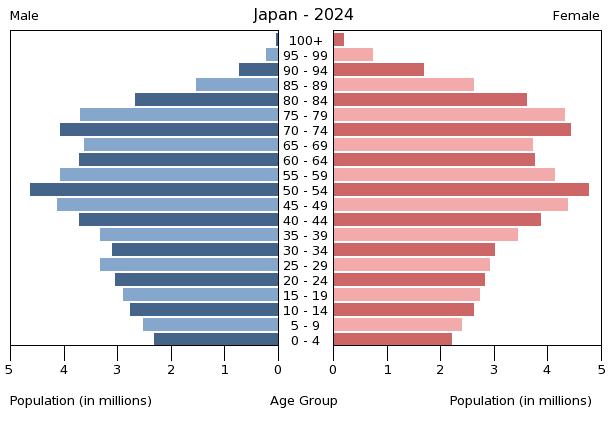 Male Japan - 2024 Female
100+
95 - 99
90 - 94
85 - 89
80 - 84
75 - 79
70 - 74
65 - 69
60 - 64
55 - 59
50 - 54
45 - 49
40 - 44
35 - 39
30 - 34
25 - 29
20 - 24
15 - 19
10 - 14
5 - 9
0 - 4
5 4 3 2 1 0 0 1 2 3 4 5
Population (in millions) Age Group Population (in millions)